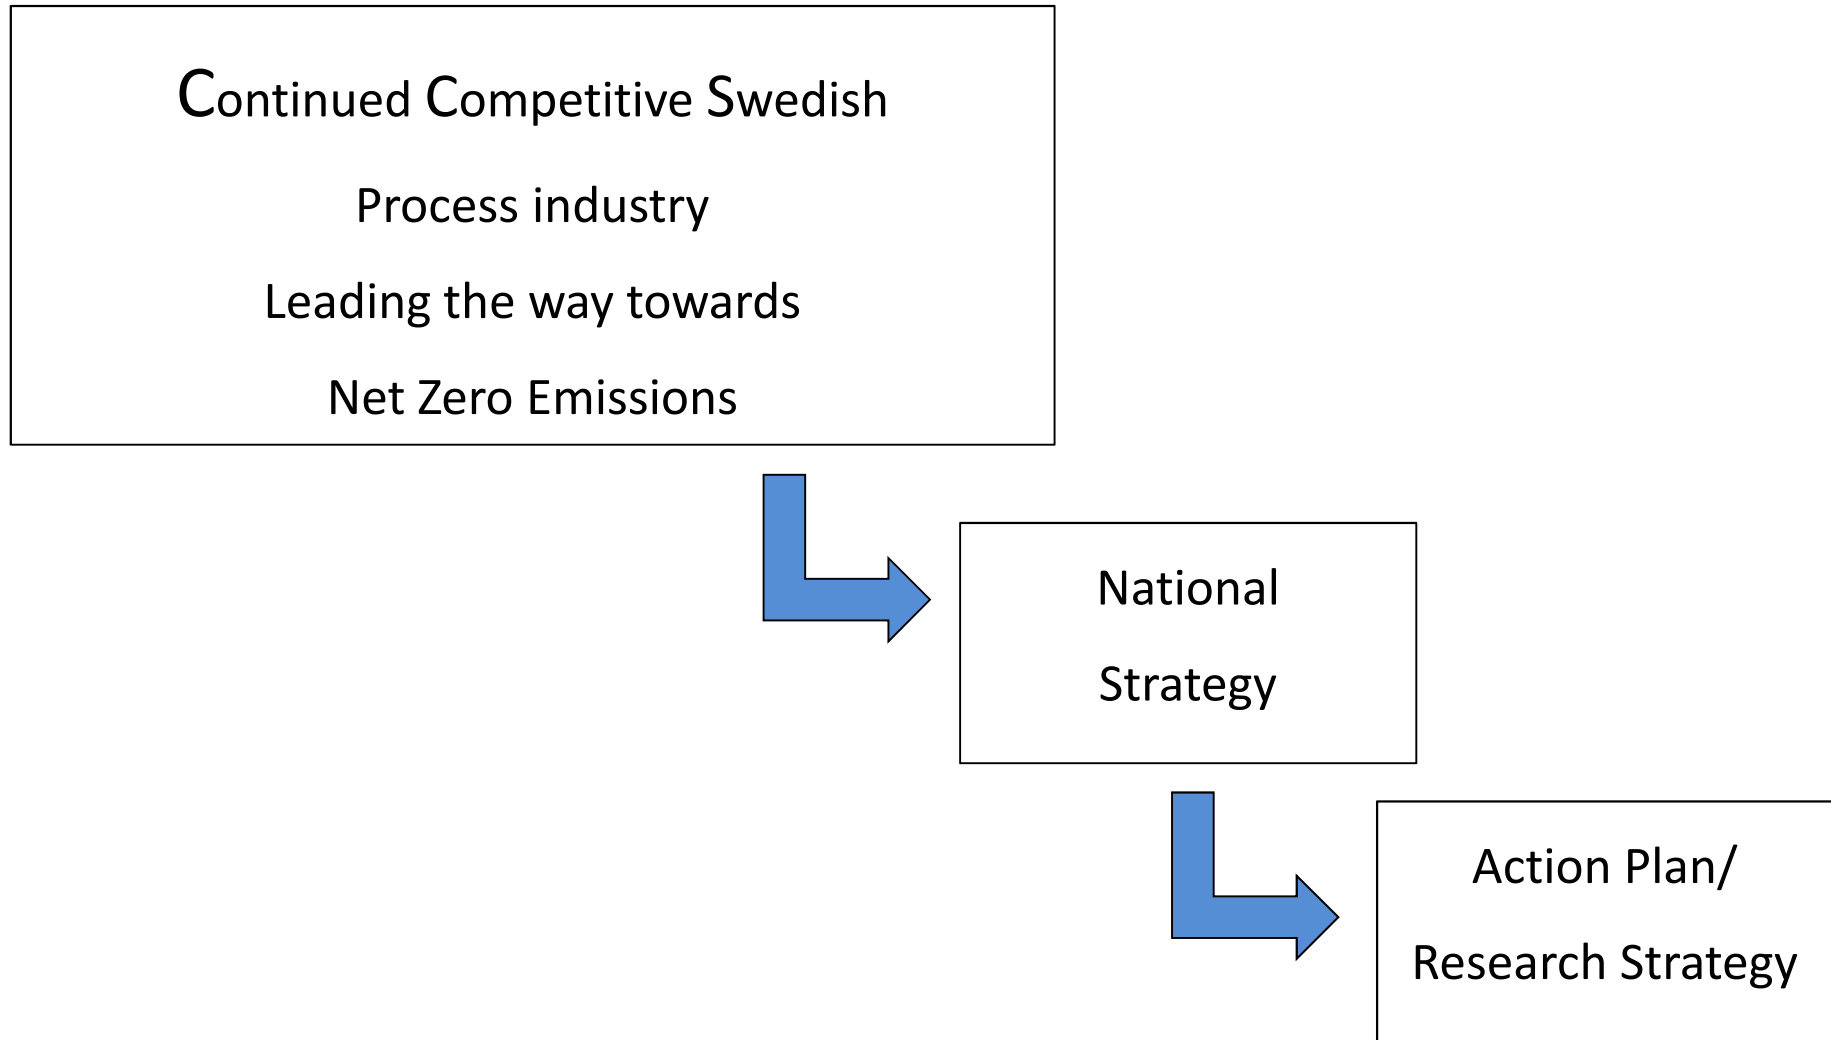 Continued Competitive Swedish
Process industry
Leading the way towards
Net Zero Emissions
National
Strategy
Action Plan/
Research Strategy